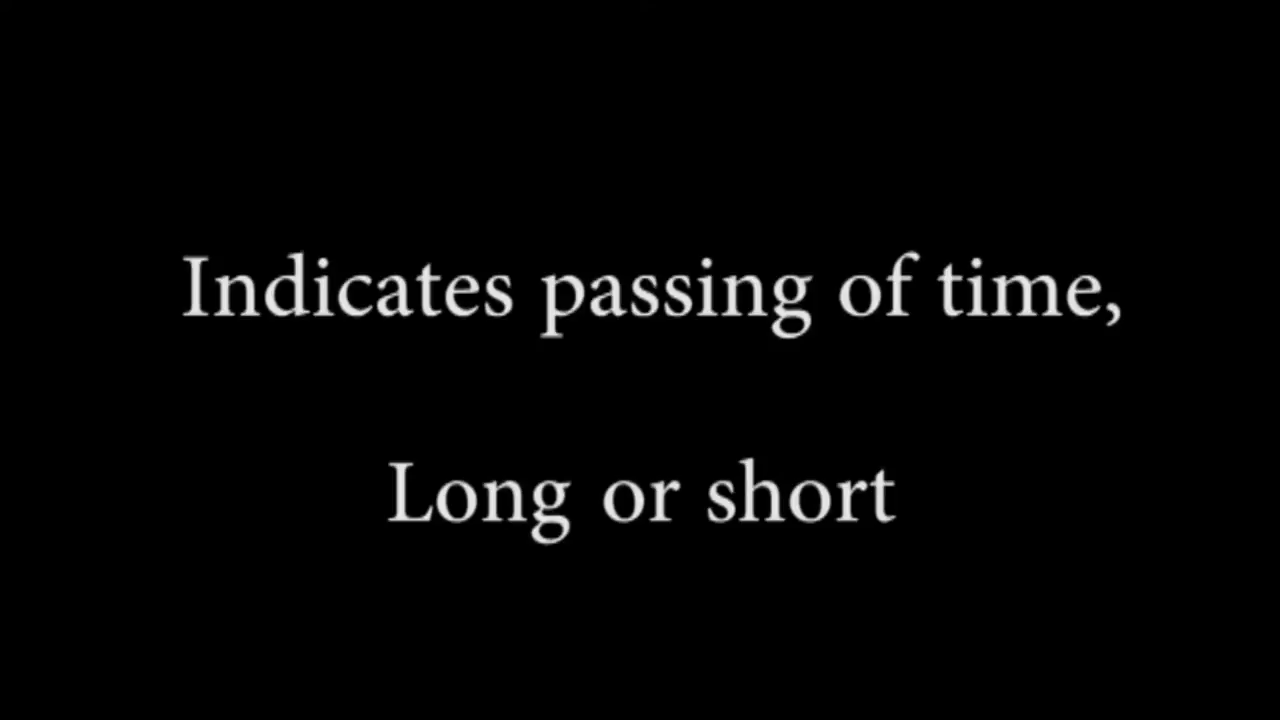 Indicates passing of time,
Long or short